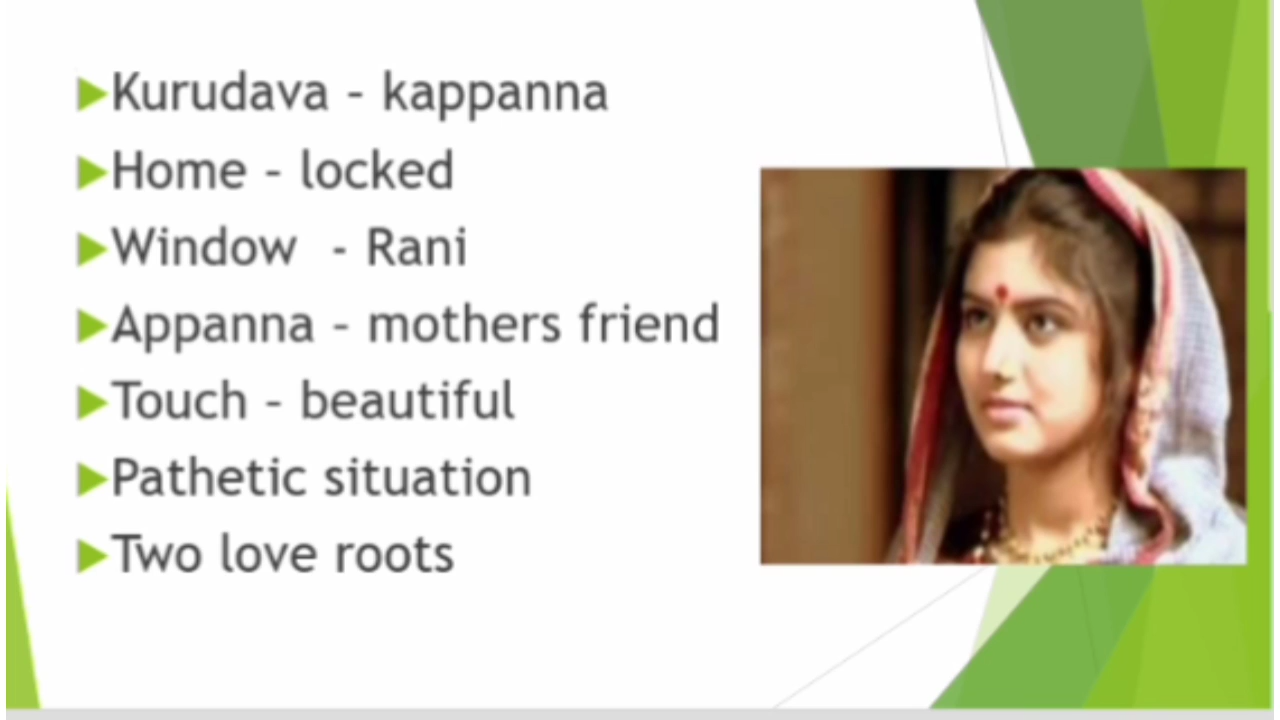 Kurudava – kappanna
Home – locked
Window - Rani
Appanna – mothers friend
Touch – beautiful
Pathetic situation
Two love roots